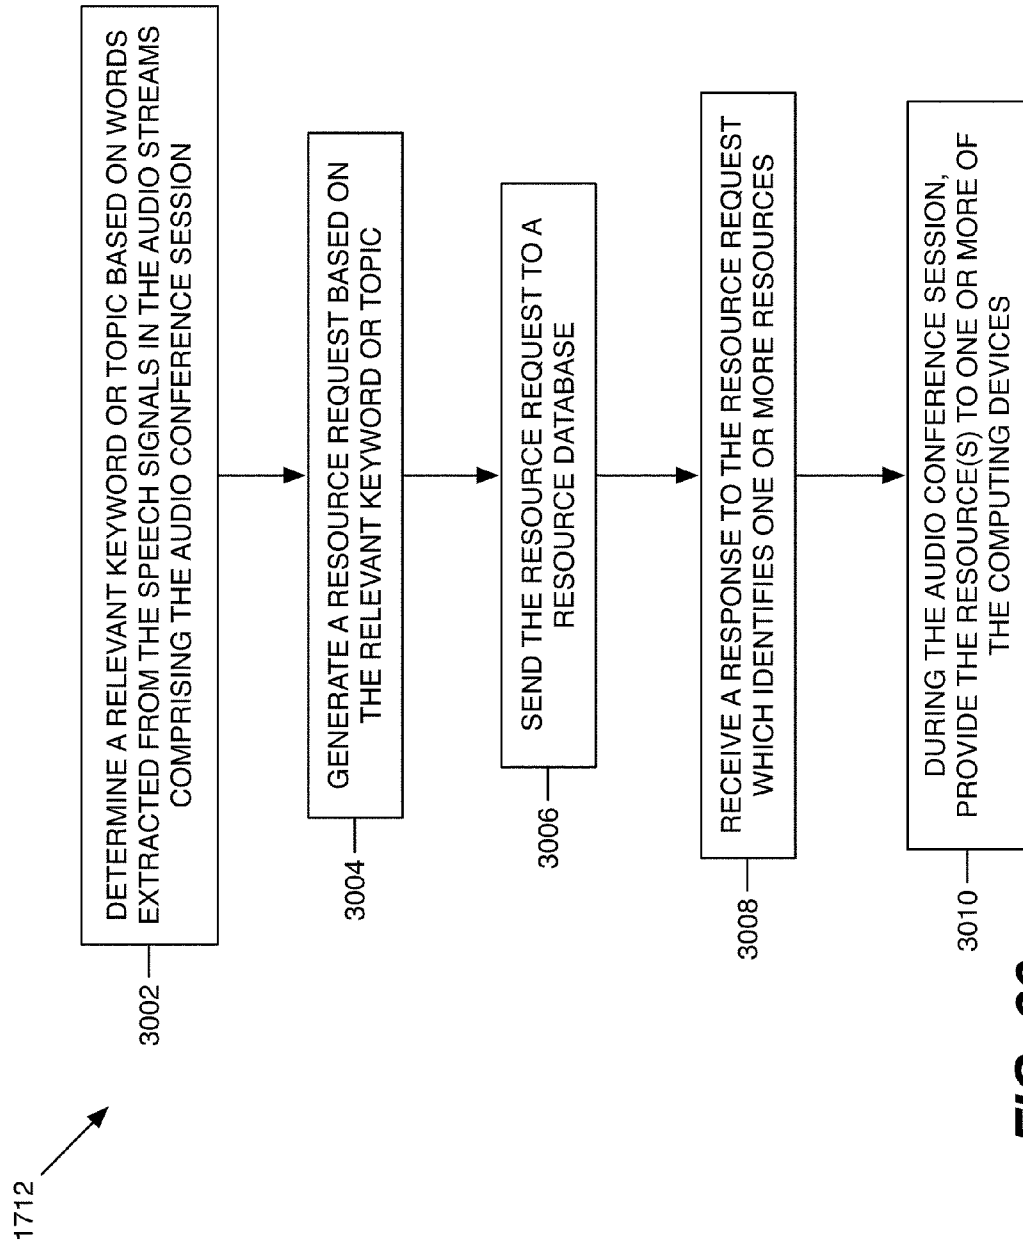 1712
3002
DETERMINE A RELEVANT KEYWORD OR TOPIC BASED ON WORDS
EXTRACTED FROM THE SPEECH SIGNALS IN THE AUDIO STREAMS
COMPRISING THE AUDIO CONFERENCE SESSION
3004
GENERATE A RESOURCE REQUEST BASED ON
THE RELEVANT KEYWORD OR TOPIC
3006
SEND THE RESOURCE REQUEST TO A
RESOURCE DATABASE
3008
RECEIVE A RESPONSE TO THE RESOURCE REQUEST
WHICH IDENTIFIES ONE OR MORE RESOURCES
3010
DURING THE AUDIO CONFERENCE SESSION,
PROVIDE THE RESOURCE(S) TO ONE OR MORE OF
THE COMPUTING DEVICES